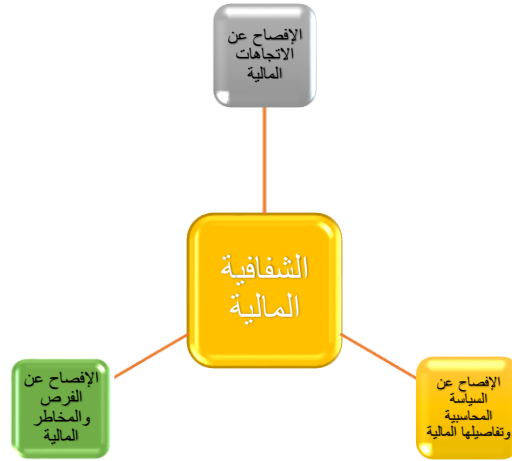 الإفصاح عن
الاتجاهات
المالية
الشفافية
المالية
الإفصاح عن
السياسة
المحاسبية
وتفاصيلها المالية
الإفصاح عن
الفرص
والمخاطر
المالية